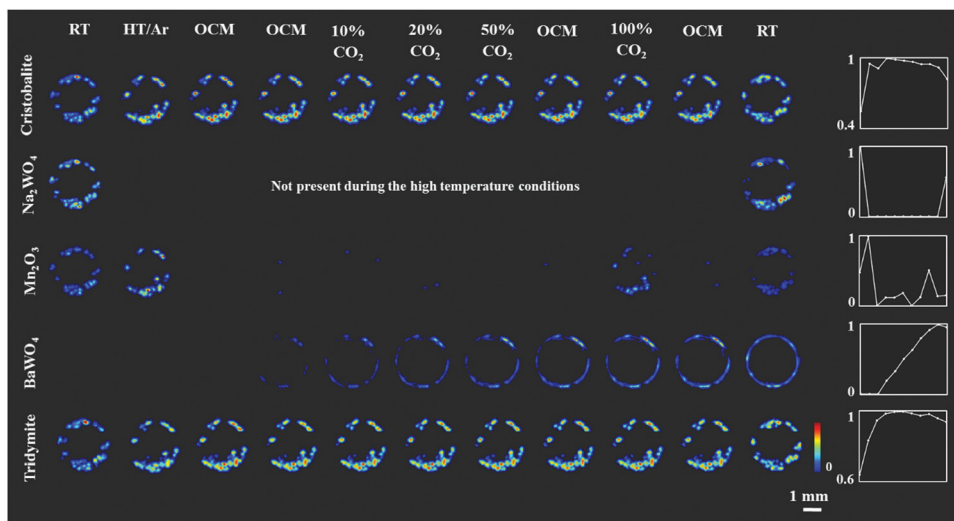 RT HT/Ar OCM OCM 10% CO₂ 20% CO₂ 50% CO₂ OCM 100% CO₂ OCM RT
Cristobalite
1
0.4
Na₂WO₄
Not present during the high temperature conditions
1
0
Mn₂O₃
1
0
BaWO₄
1
0
Tridymite
0
1
0.6
1 mm